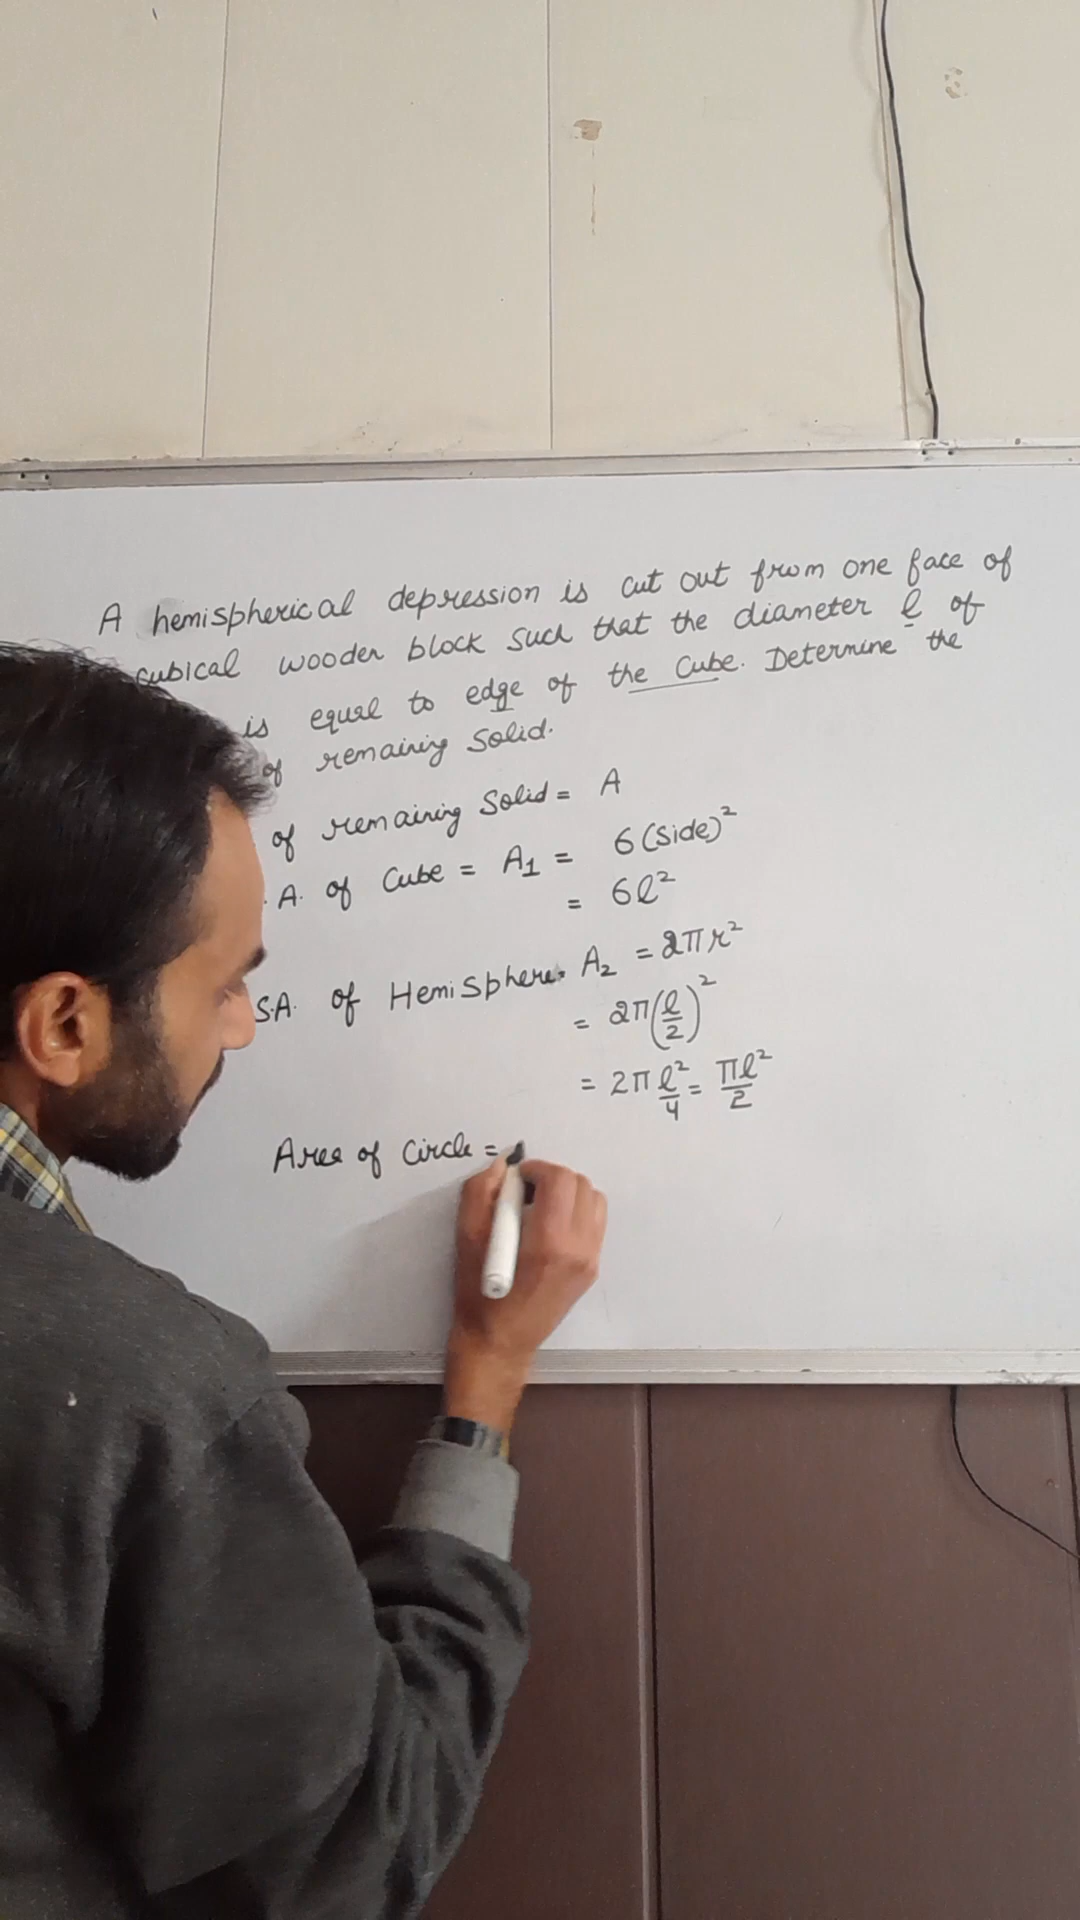 A hemispherical depression is cut out from one face of
cubical wooden block such that the diameter l of
is equal to edge of the cube. Determine the
of remaining solid.
of remaining Solid = A
.A. of Cube = A₁ = 6(Side)²
= 6l²
S.A. of Hemisphere = A₂ = 2πr²
= 2π(l/2)²
= 2π l²/4 = πl²/2
Area of Circle =